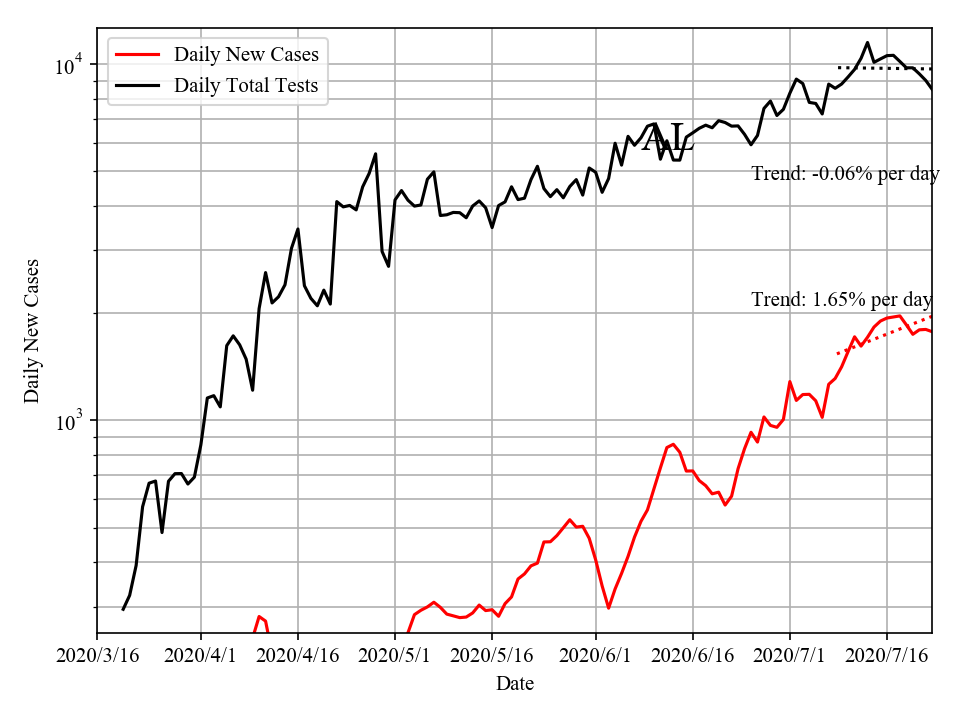 Daily New Cases
Daily Total Tests
10^4
AL
Trend: -0.06% per day
Trend: 1.65% per day
Daily New Cases
10^3
2020/3/16 2020/4/1 2020/4/16 2020/5/1 2020/5/16 2020/6/1 2020/6/16 2020/7/1 2020/7/16
Date